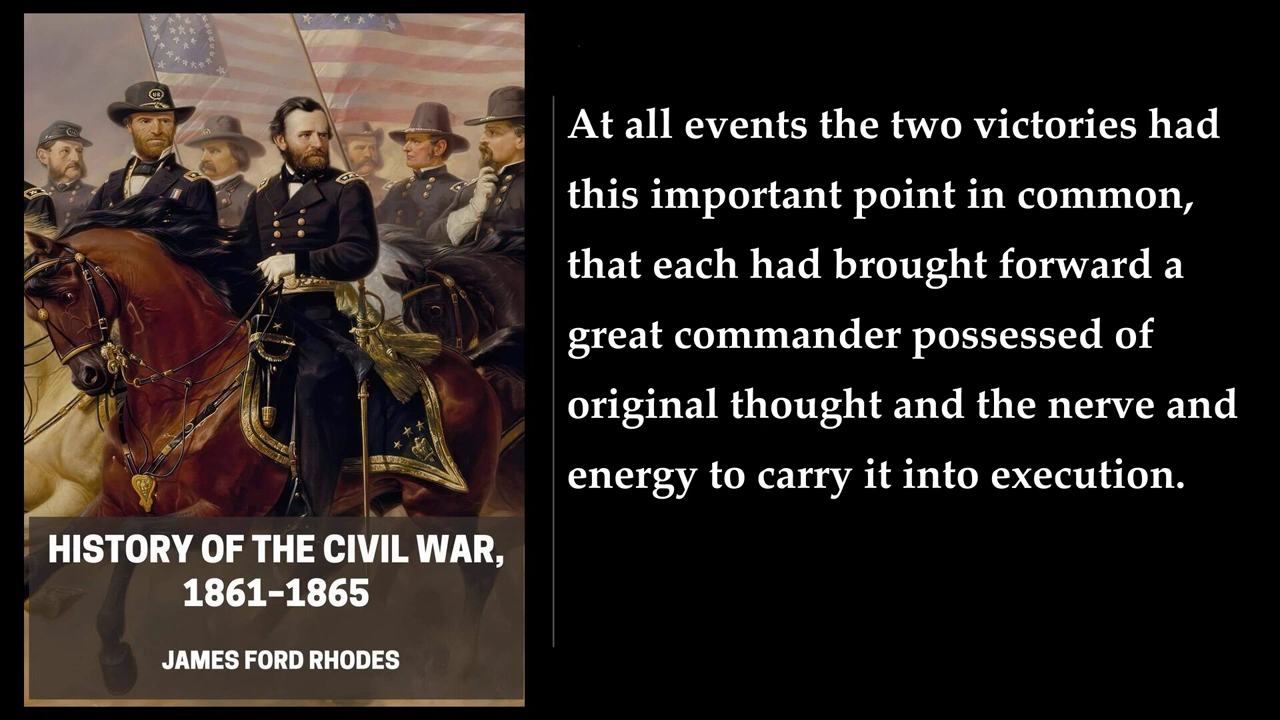 At all events the two victories had
this important point in common,
that each had brought forward a
great commander possessed of
original thought and the nerve and
energy to carry it into execution.
HISTORY OF THE CIVIL WAR,
1861–1865
JAMES FORD RHODES